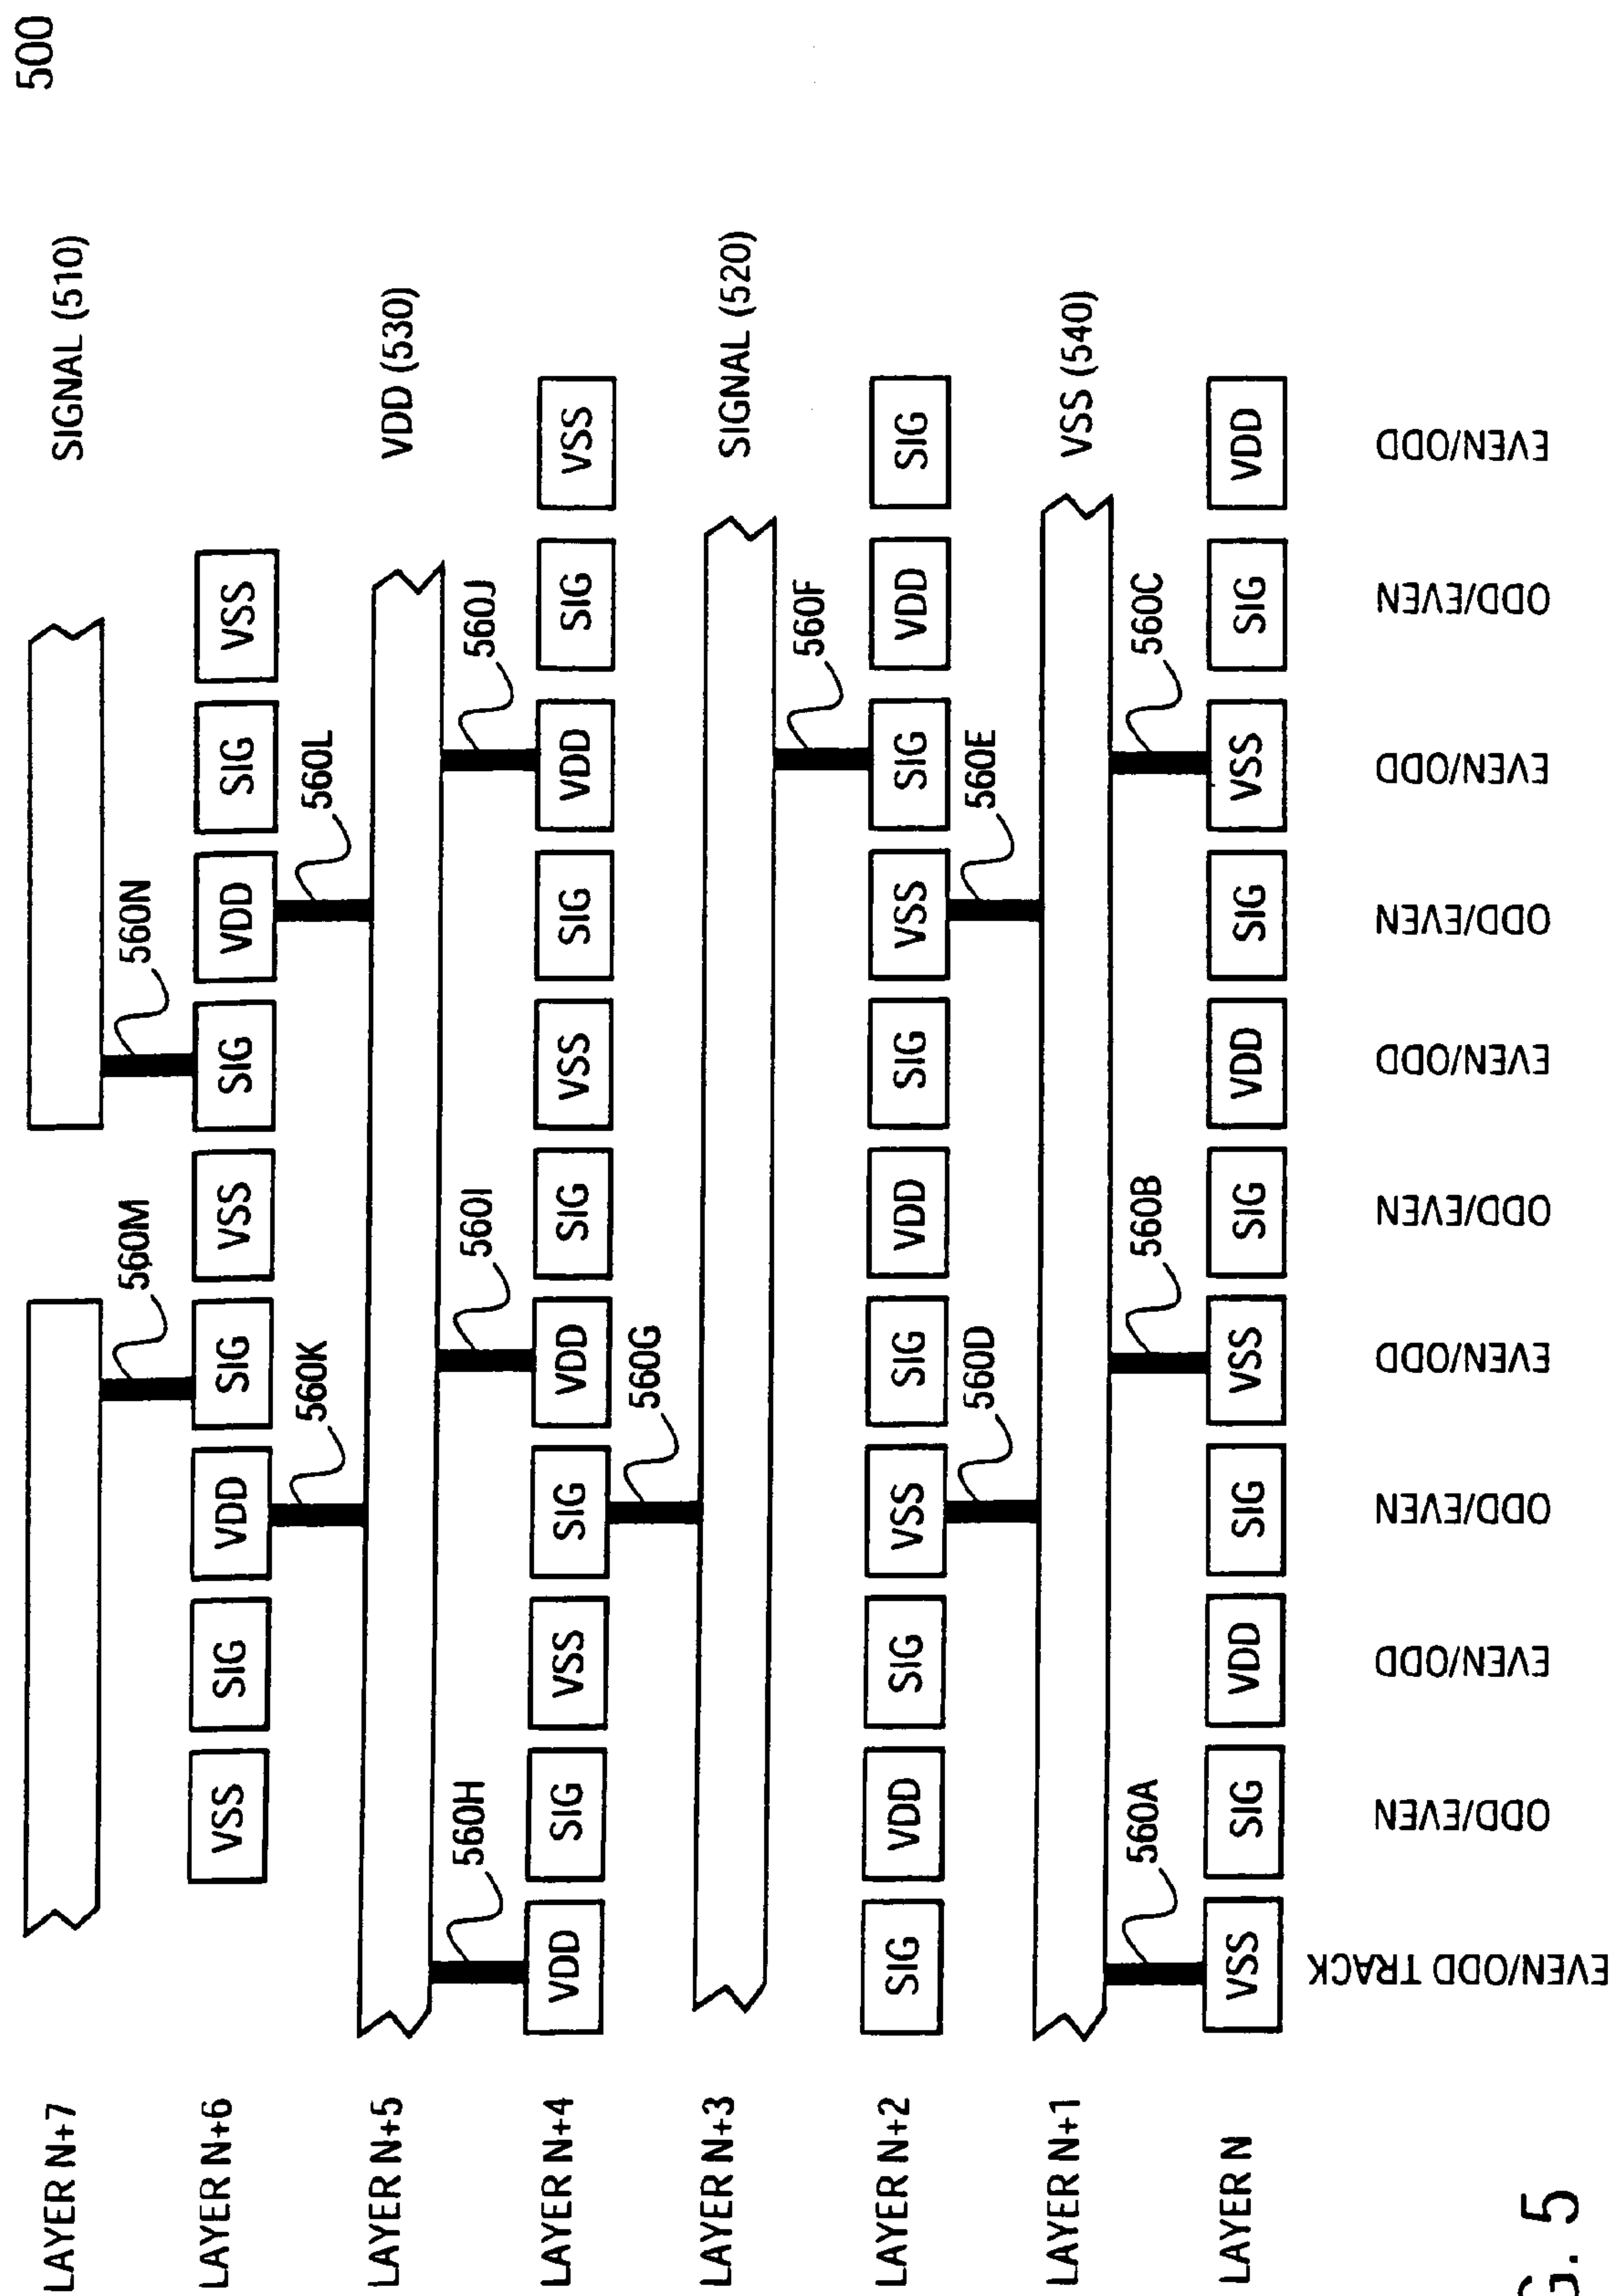 500
LAYER N+7 SIGNAL (510)
560M 560N
LAYER N+6 VSS SIG VDD SIG VSS SIG VDD SIG VSS
560K 560L
LAYER N+5 VDD (530)
560H 560I 560J
LAYER N+4 VDD SIG VSS SIG VDD SIG VSS SIG VDD SIG VSS
560G
LAYER N+3 SIGNAL (520)
560F
LAYER N+2 SIG VDD SIG VSS SIG VDD SIG VSS SIG VDD SIG
560D 560E
LAYER N+1 VSS (540)
560A 560B 560C
LAYER N VSS SIG VDD SIG VSS SIG VDD SIG VSS SIG VDD
EVEN/ODD TRACK
ODD/EVEN
EVEN/ODD
ODD/EVEN
EVEN/ODD
ODD/EVEN
EVEN/ODD
ODD/EVEN
EVEN/ODD
ODD/EVEN
EVEN/ODD
G. 5